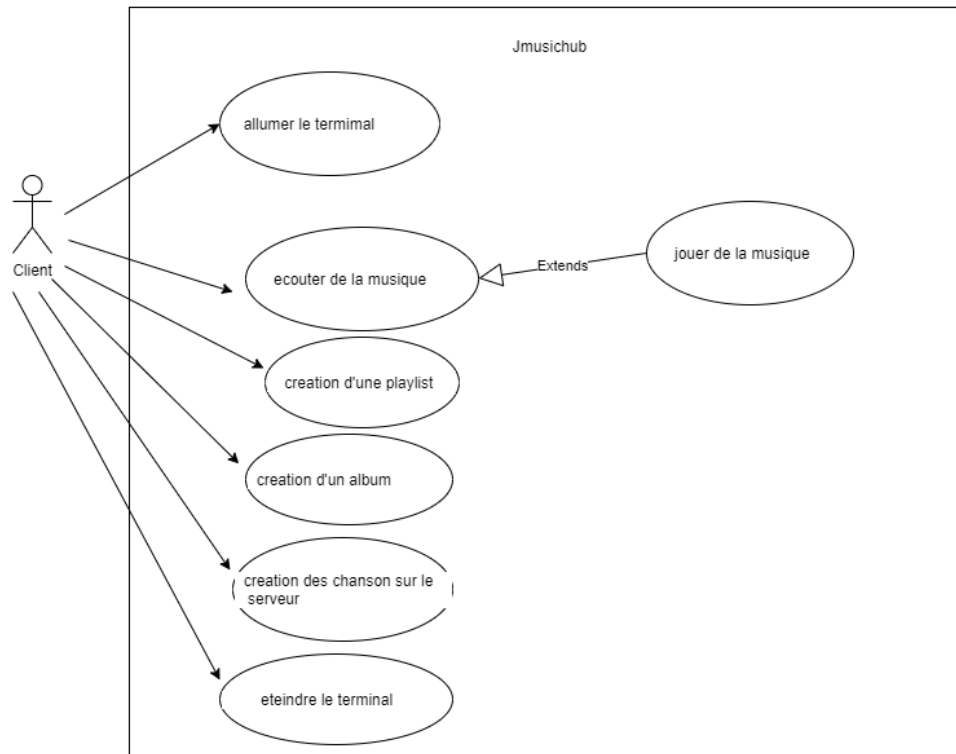 Jmusichub
allumer le termimal
Client
ecouter de la musique
Extends
jouer de la musique
creation d'une playlist
creation d'un album
creation des chanson sur le
serveur
eteindre le terminal